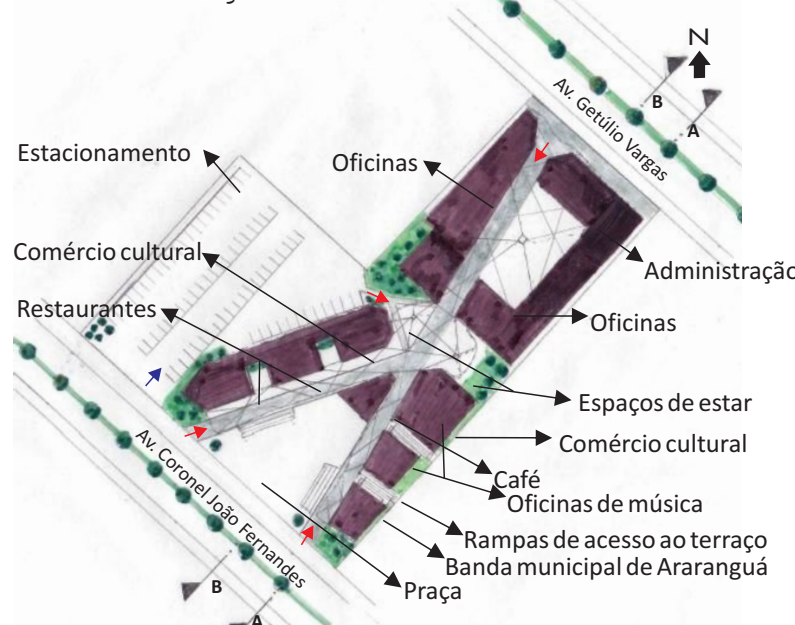 N
Av. Getúlio Vargas
B
A
Estacionamento
Oficinas
Comércio cultural
Administração
Restaurantes
Oficinas
Espaços de estar
Comércio cultural
Av. Coronel João Fernandes
Café
Oficinas de música
Rampas de acesso ao terraço
Banda municipal de Araranguá
Praça
B
A